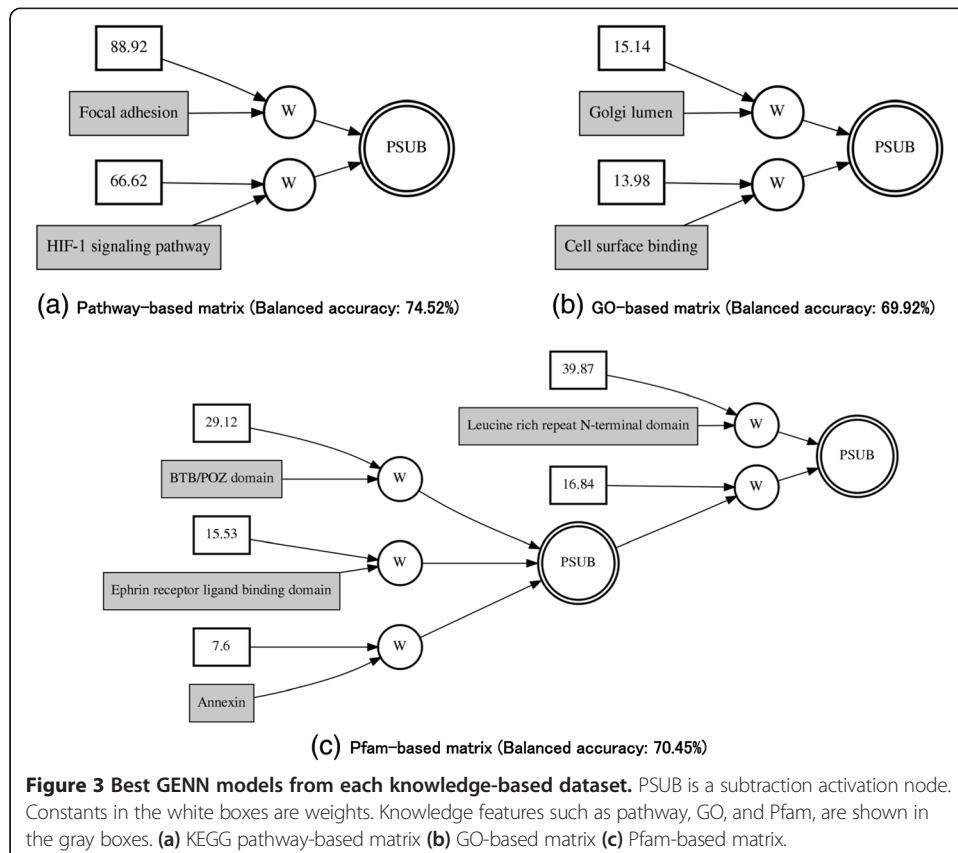 88.92
Focal adhesion
W
PSUB
66.62
W
HIF-1 signaling pathway
(a) Pathway-based matrix (Balanced accuracy: 74.52%)
15.14
Golgi lumen
W
PSUB
13.98
W
Cell surface binding
(b) GO-based matrix (Balanced accuracy: 69.92%)
39.87
Leucine rich repeat N-terminal domain
W
PSUB
16.84
W
29.12
BTB/POZ domain
W
15.53
Ephrin receptor ligand binding domain
W
PSUB
7.6
W
Annexin
(c) Pfam-based matrix (Balanced accuracy: 70.45%)
Figure 3 Best GENN models from each knowledge-based dataset. PSUB is a subtraction activation node.
Constants in the white boxes are weights. Knowledge features such as pathway, GO, and Pfam, are shown in
the gray boxes. (a) KEGG pathway-based matrix (b) GO-based matrix (c) Pfam-based matrix.